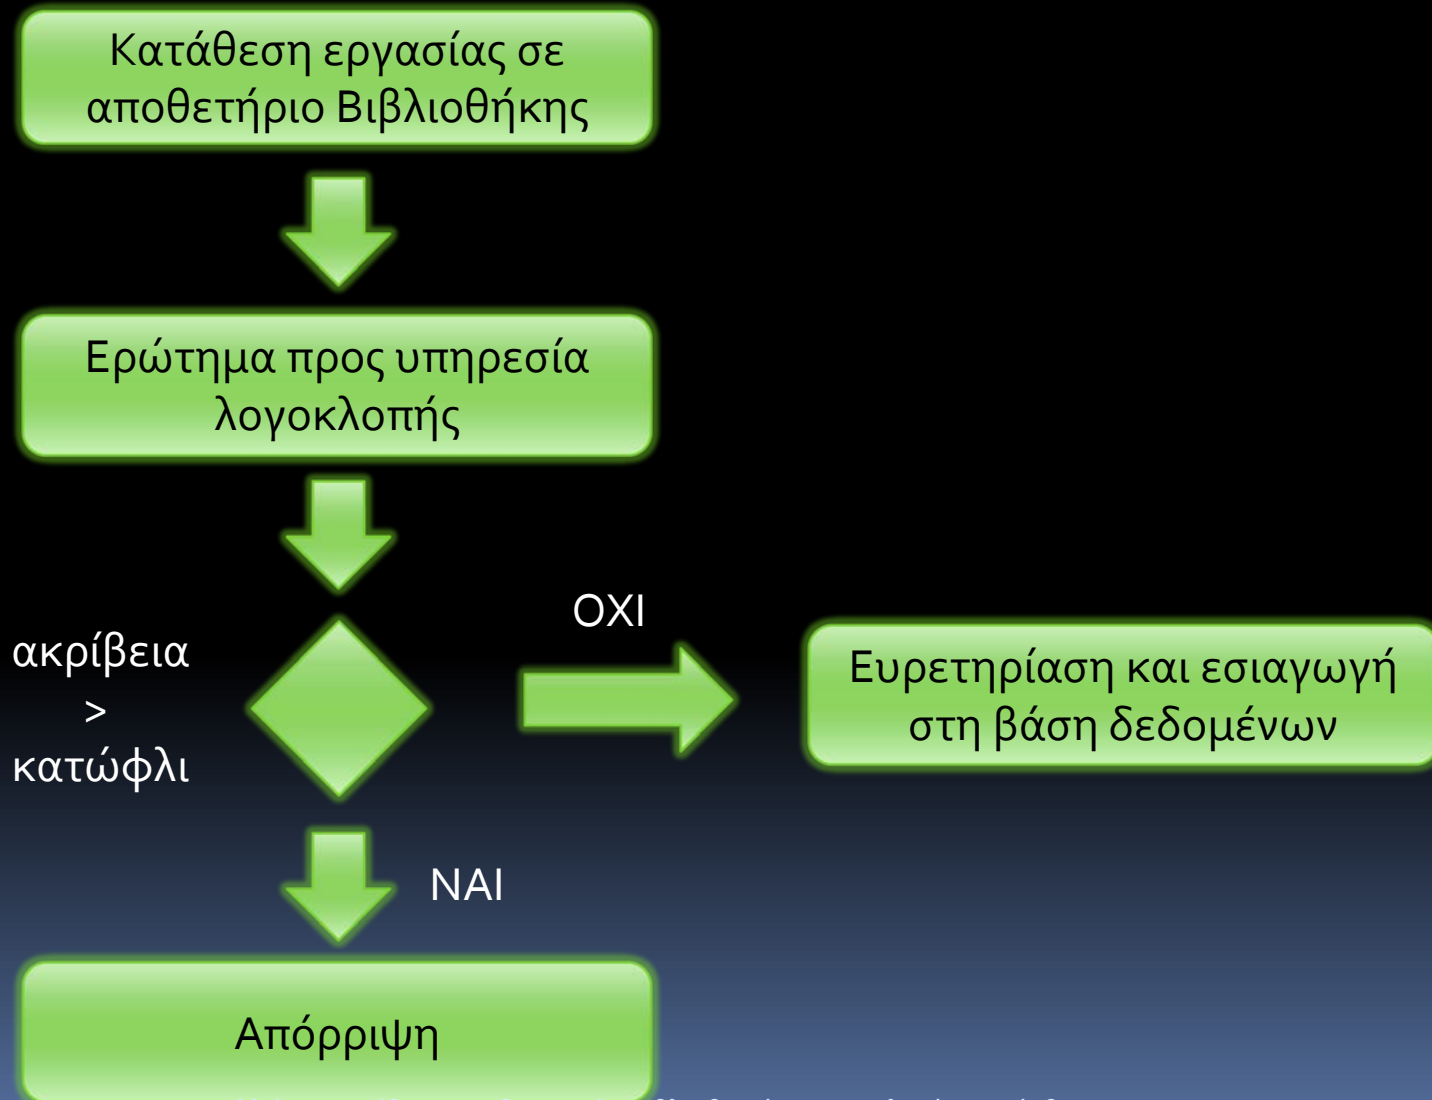 Κατάθεση εργασίας σε
αποθετήριο Βιβλιοθήκης
Ερώτημα προς υπηρεσία
λογοκλοπής
ΟΧΙ
ακρίβεια
>
κατώφλι
Ευρετηρίαση και εσιαγωγή
στη βάση δεδομένων
ΝΑΙ
Απόρριψη